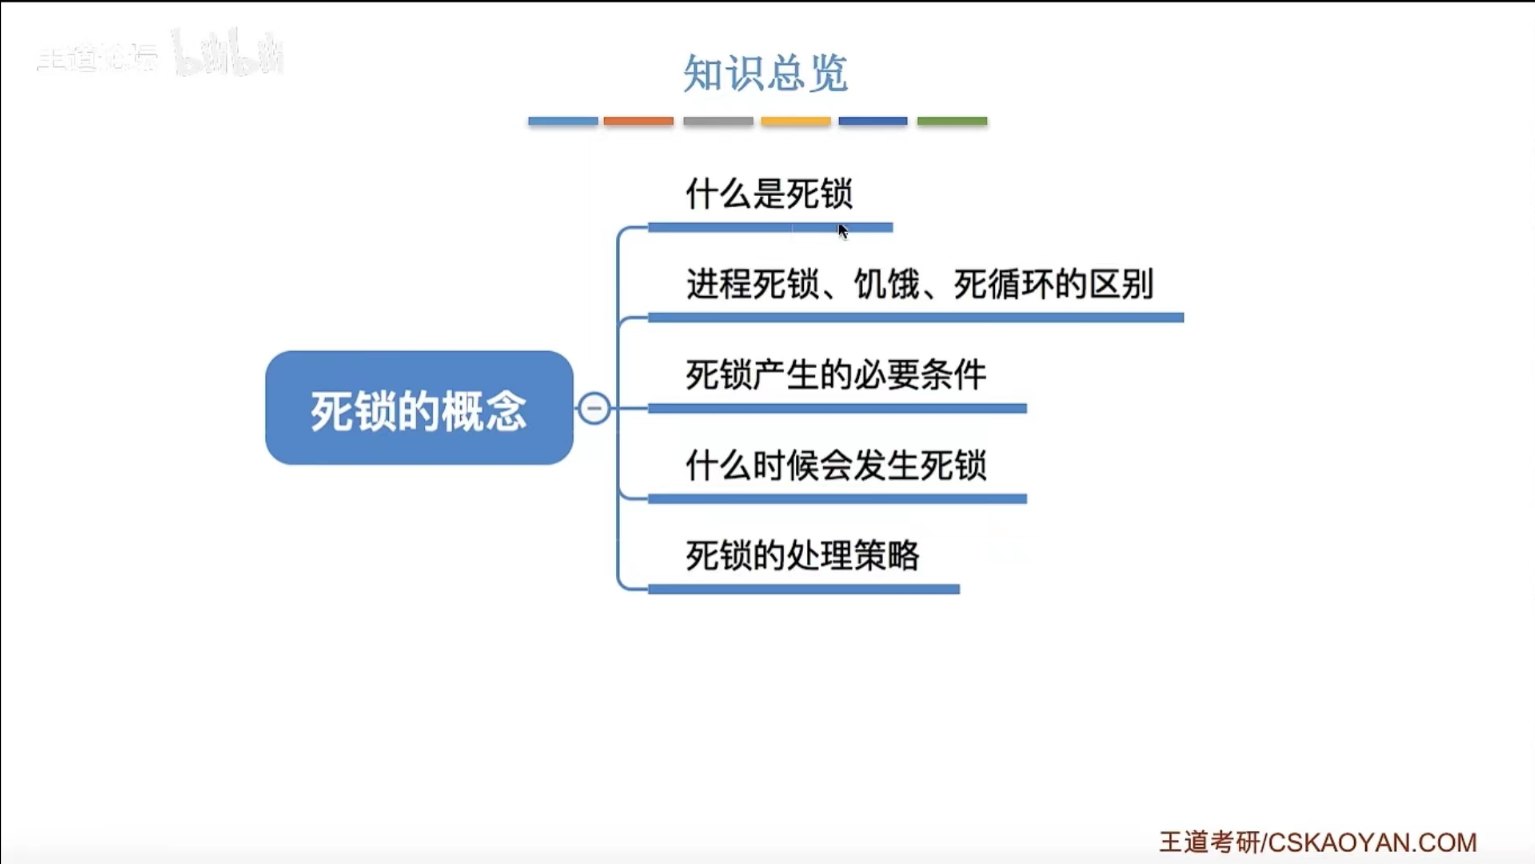 王道论坛 bilibili
知识总览
什么是死锁
进程死锁、饥饿、死循环的区别
死锁产生的必要条件
死锁的概念
什么时候会发生死锁
死锁的处理策略
王道考研/CSKAOYAN.COM